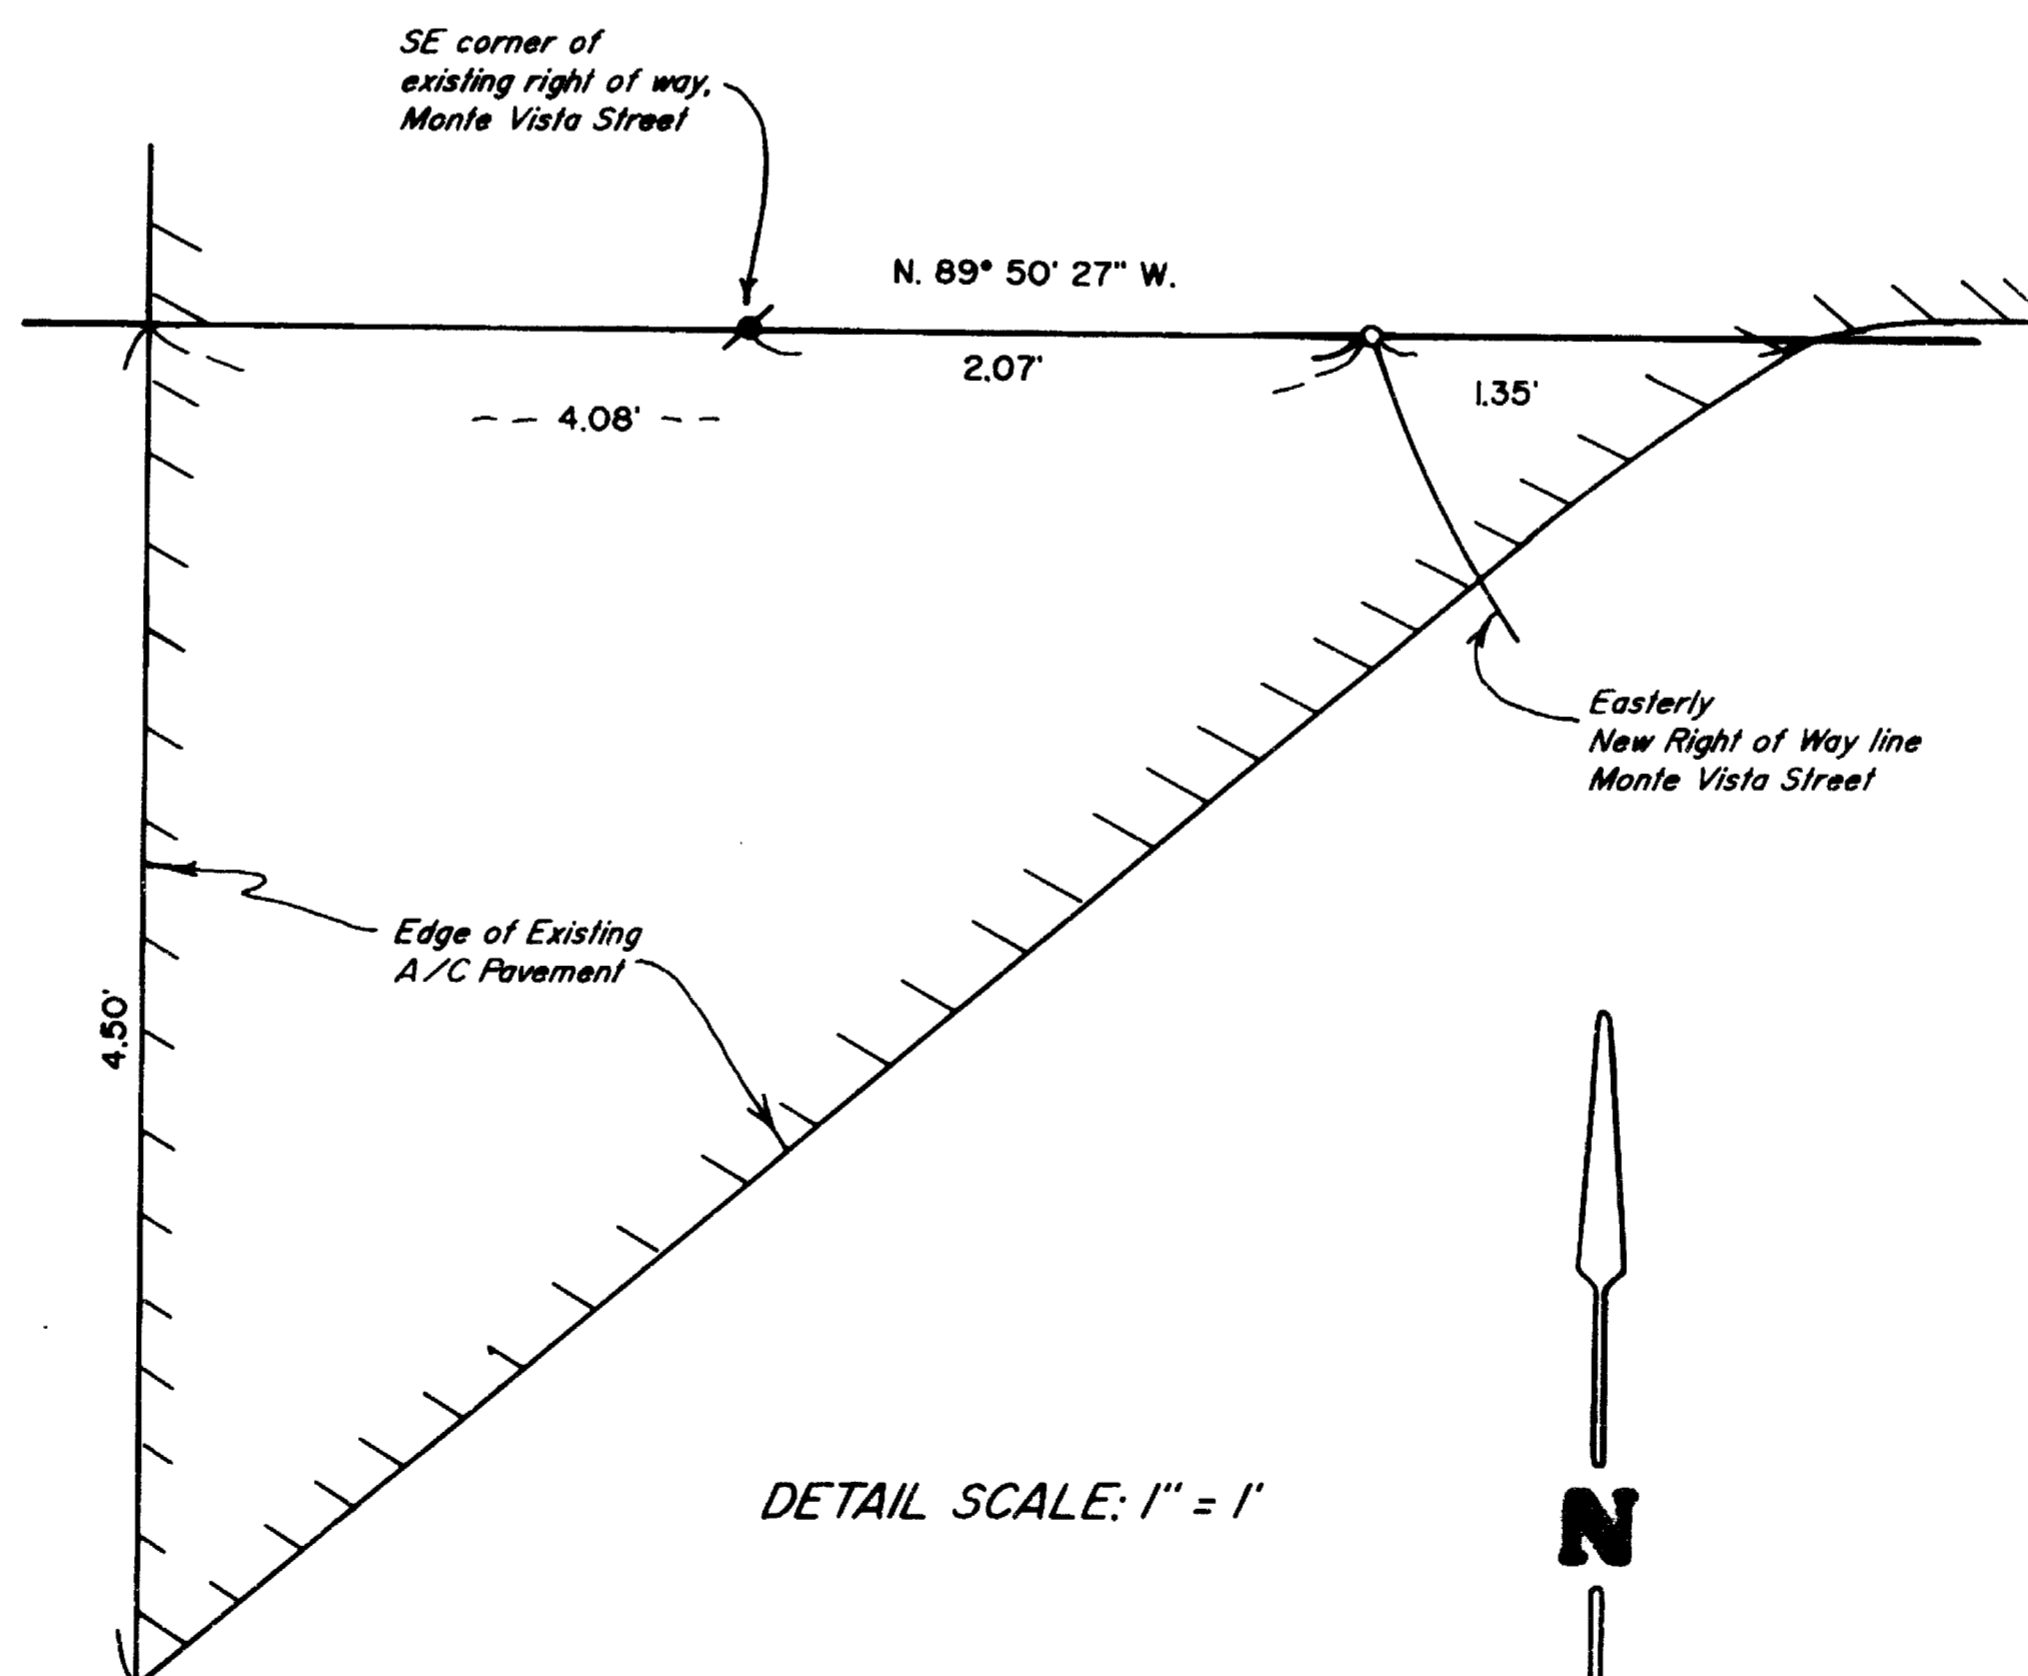 SE corner of
existing right of way,
Monte Vista Street
N. 89° 50' 27" W.
2.07'
1.35'
-- 4.08' --
Easterly
New Right of Way line
Monte Vista Street
Edge of Existing
A/C Pavement
4.50'
DETAIL SCALE: 1" = 1'
N